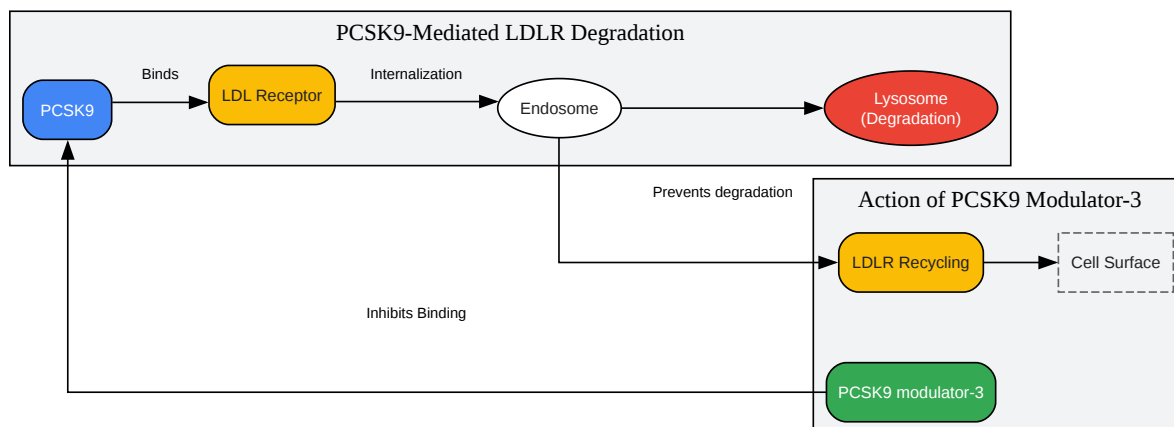 PCSK9-Mediated LDLR Degradation
Binds
Internalization
PCSK9
LDL Receptor
Endosome
Lysosome
(Degradation)
Prevents degradation
Action of PCSK9 Modulator-3
LDLR Recycling
Cell Surface
Inhibits Binding
PCSK9 modulator-3